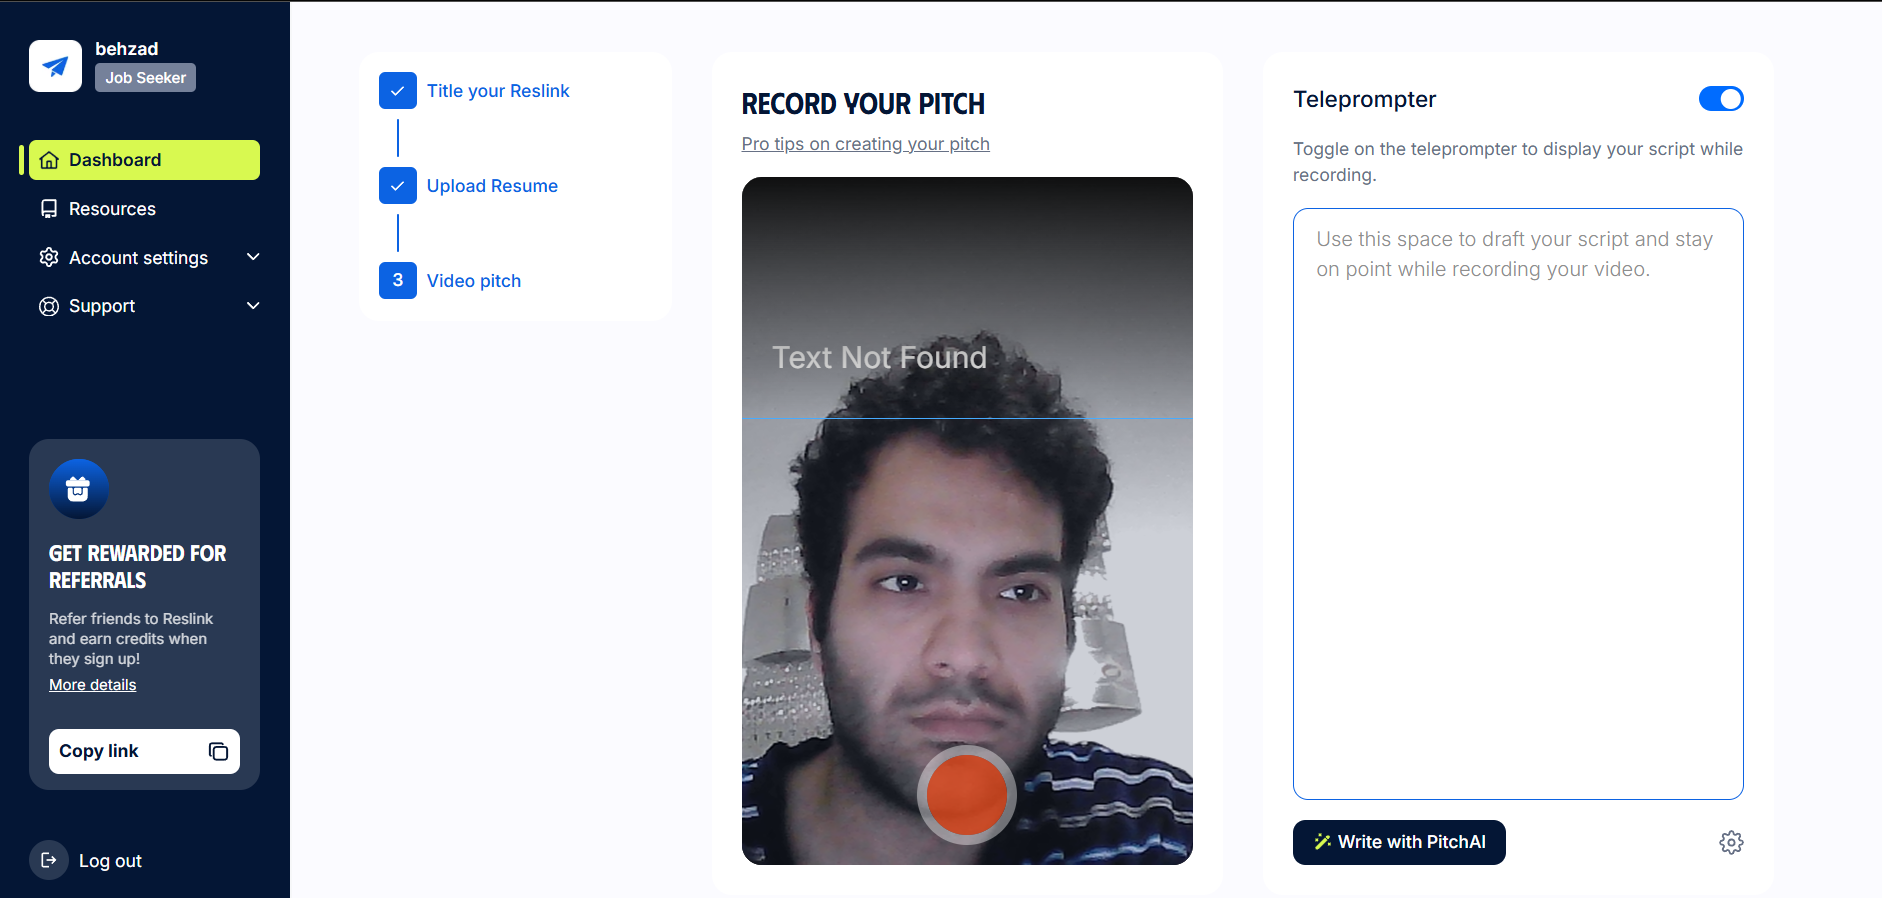 behzad
Job Seeker
Dashboard
Resources
Account settings
Support
GET REWARDED FOR
REFERRALS
Refer friends to Reslink
and earn credits when
they sign up!
More details
Copy link
Log out
Title your Reslink
Upload Resume
3 Video pitch
RECORD YOUR PITCH
Pro tips on creating your pitch
Text Not Found
Teleprompter
Toggle on the teleprompter to display your script while
recording.
Use this space to draft your script and stay
on point while recording your video.
Write with PitchAI